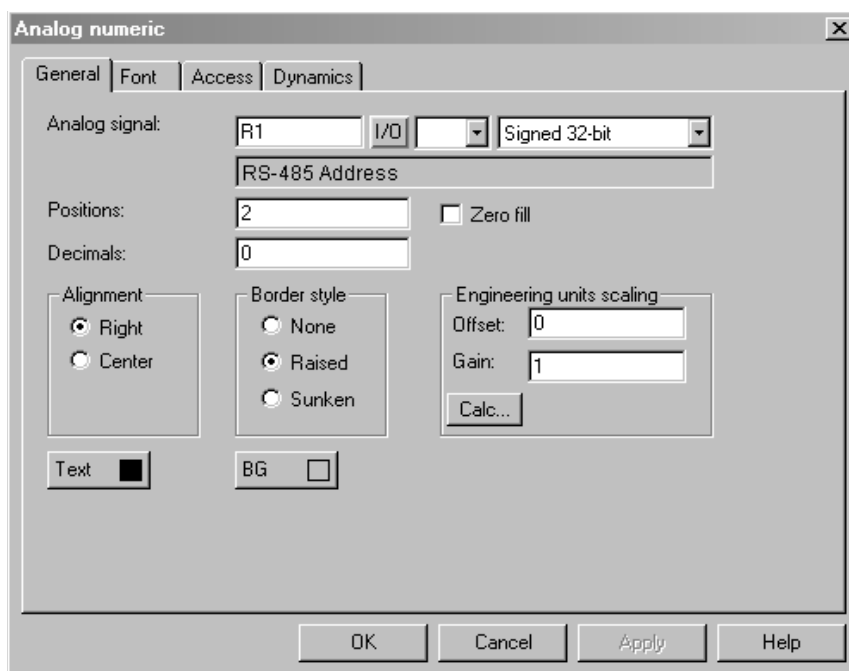 Analog numeric
General Font Access Dynamics
Analog signal: R1 I/O Signed 32-bit
RS-485 Address
Positions: 2 Zero fill
Decimals: 0
Alignment Border style Engineering units scaling
Right None Offset: 0
Center Raised Gain: 1
Sunken Calc...
Text BG
OK Cancel Apply Help